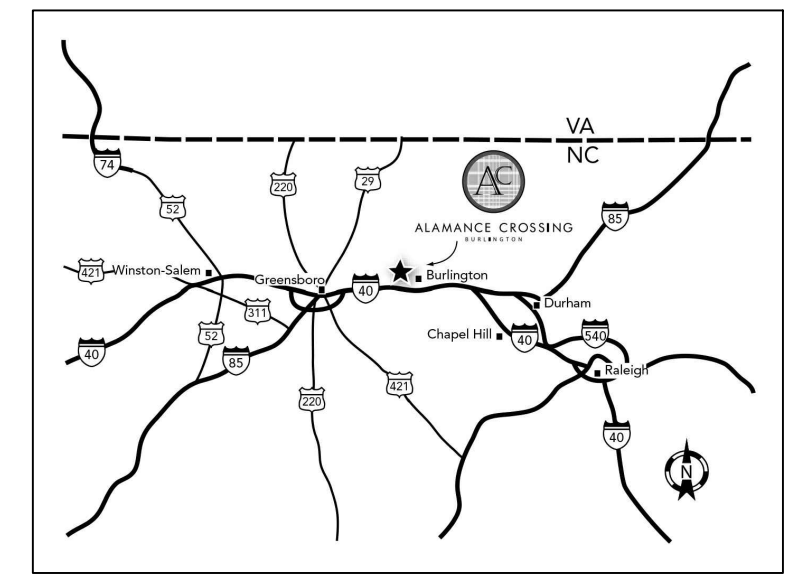 VA
NC
74
220
29
AC
52
85
ALAMANCE CROSSING
BURLINGTON
421
Winston-Salem
Greensboro
40
Burlington
311
Durham
52
Chapel Hill
40
540
40
85
Raleigh
220
421
40
N